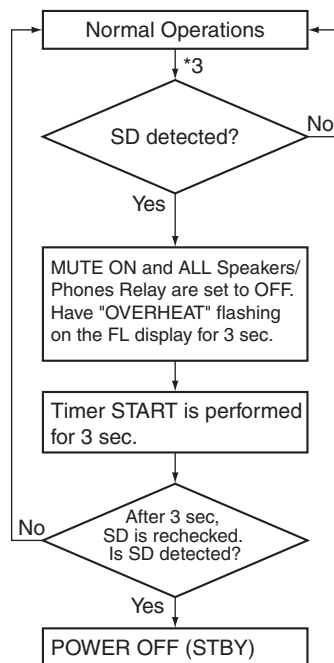 Normal Operations
*3
SD detected?
No
Yes
MUTE ON and ALL Speakers/
Phones Relay are set to OFF.
Have "OVERHEAT" flashing
on the FL display for 3 sec.
Timer START is performed
for 3 sec.
After 3 sec,
SD is rechecked.
Is SD detected?
No
Yes
POWER OFF (STBY)